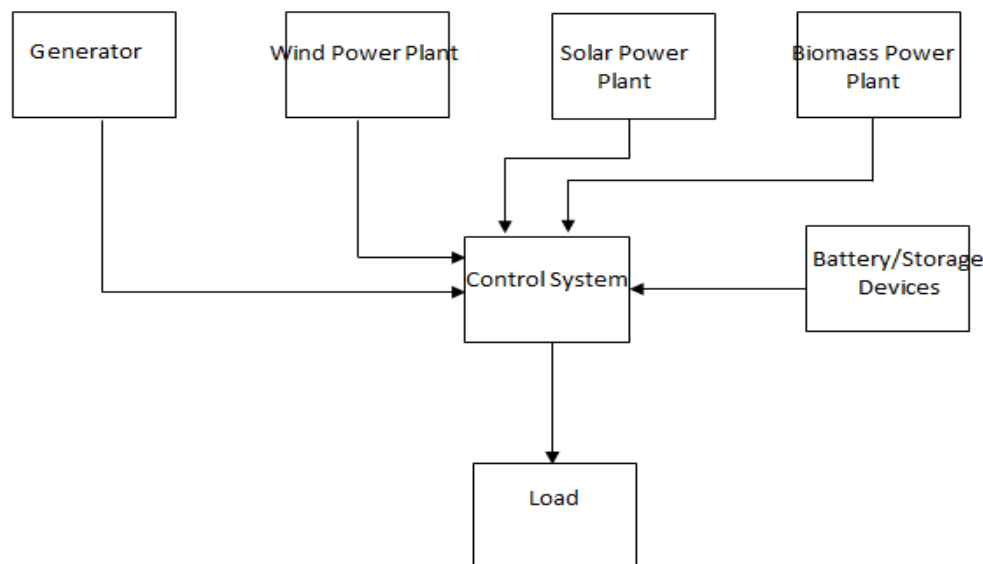 Generator
Wind Power Plant
Solar Power
Plant
Biomass Power
Plant
Control System
Battery/Storage
Devices
Load